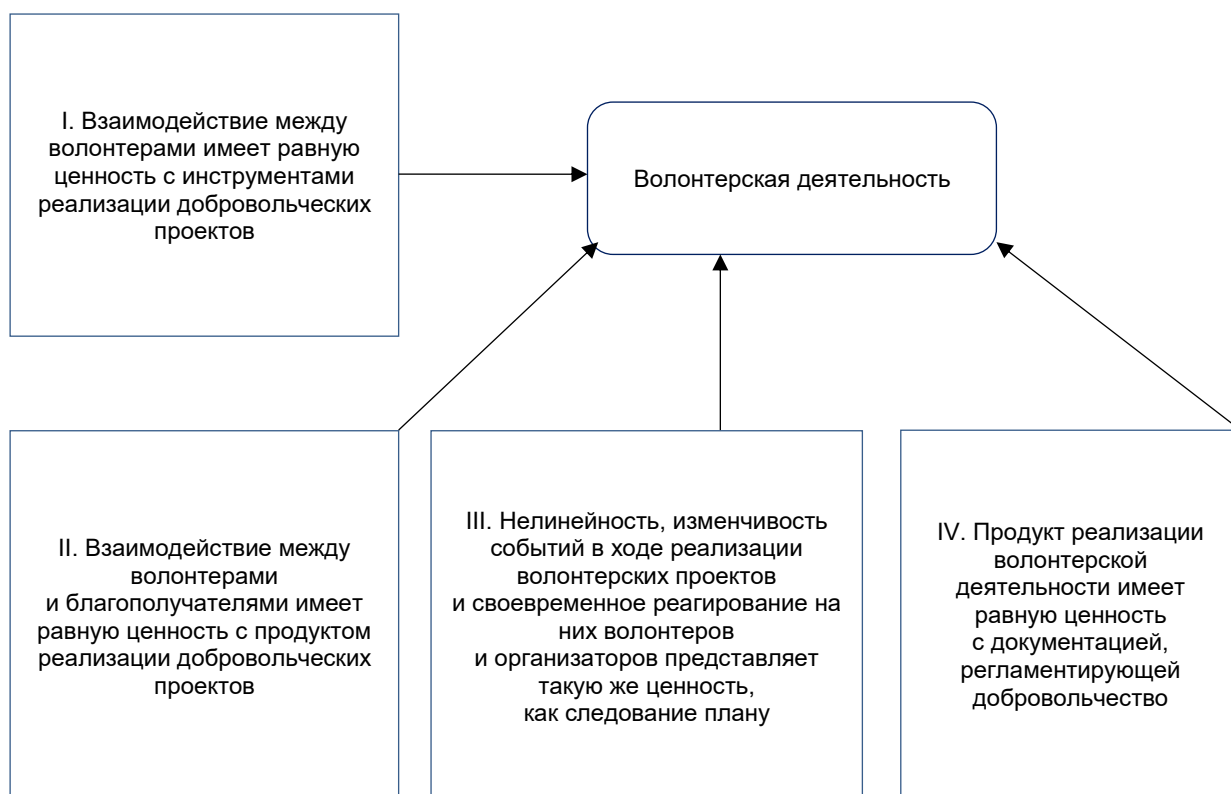 I. Взаимодействие между
волонтерами имеет равную
ценность с инструментами
реализации добровольческих
проектов
Волонтерская деятельность
II. Взаимодействие между
волонтерами
и благополучателями имеет
равную ценность с продуктом
реализации добровольческих
проектов
III. Нелинейность, изменчивость
событий в ходе реализации
волонтерских проектов
и своевременное реагирование на
них волонтеров
и организаторов представляет
такую же ценность,
как следование плану
IV. Продукт реализации
волонтерской
деятельности имеет
равную ценность
с документацией,
регламентирующей
добровольчество